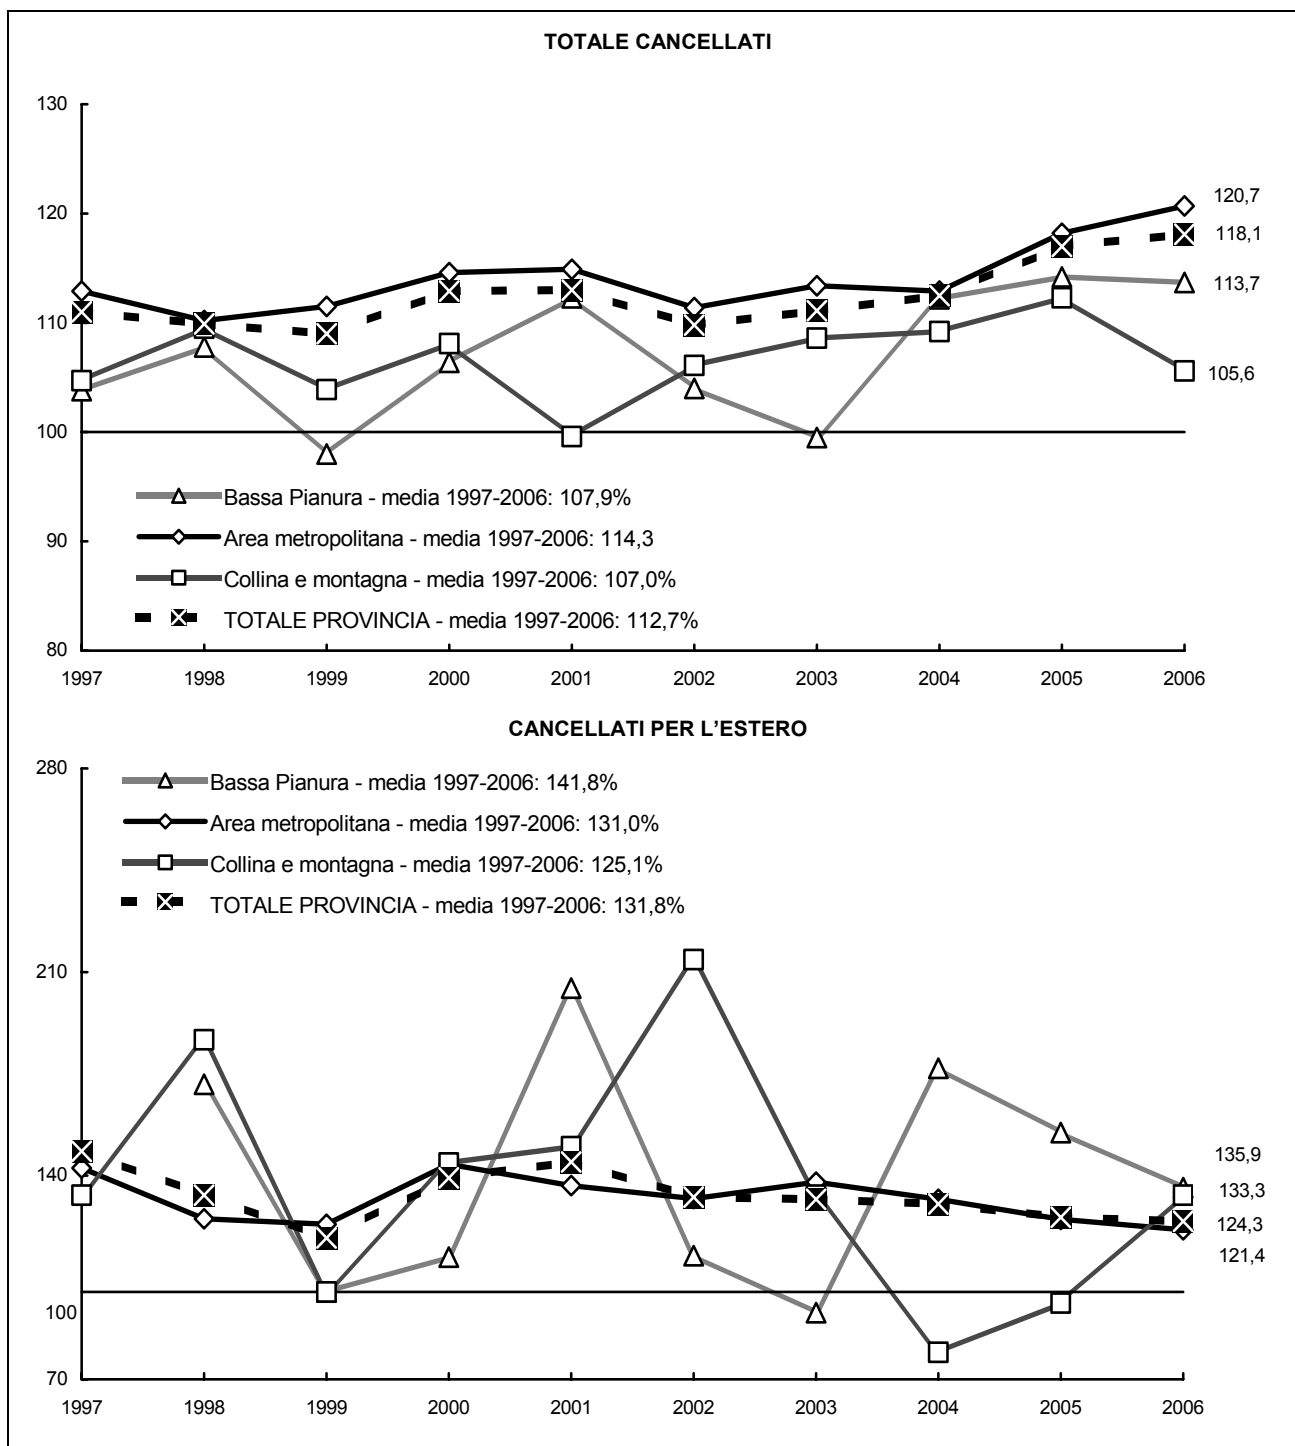 TOTALE CANCELLATI
130
120
110
100
90
80
120,7
118,1
113,7
105,6
Bassa Pianura - media 1997-2006: 107,9%
Area metropolitana - media 1997-2006: 114,3
Collina e montagna - media 1997-2006: 107,0%
TOTALE PROVINCIA - media 1997-2006: 112,7%
1997 1998 1999 2000 2001 2002 2003 2004 2005 2006
CANCELLATI PER L’ESTERO
280
210
140
100
70
Bassa Pianura - media 1997-2006: 141,8%
Area metropolitana - media 1997-2006: 131,0%
Collina e montagna - media 1997-2006: 125,1%
TOTALE PROVINCIA - media 1997-2006: 131,8%
135,9
133,3
124,3
121,4
1997 1998 1999 2000 2001 2002 2003 2004 2005 2006